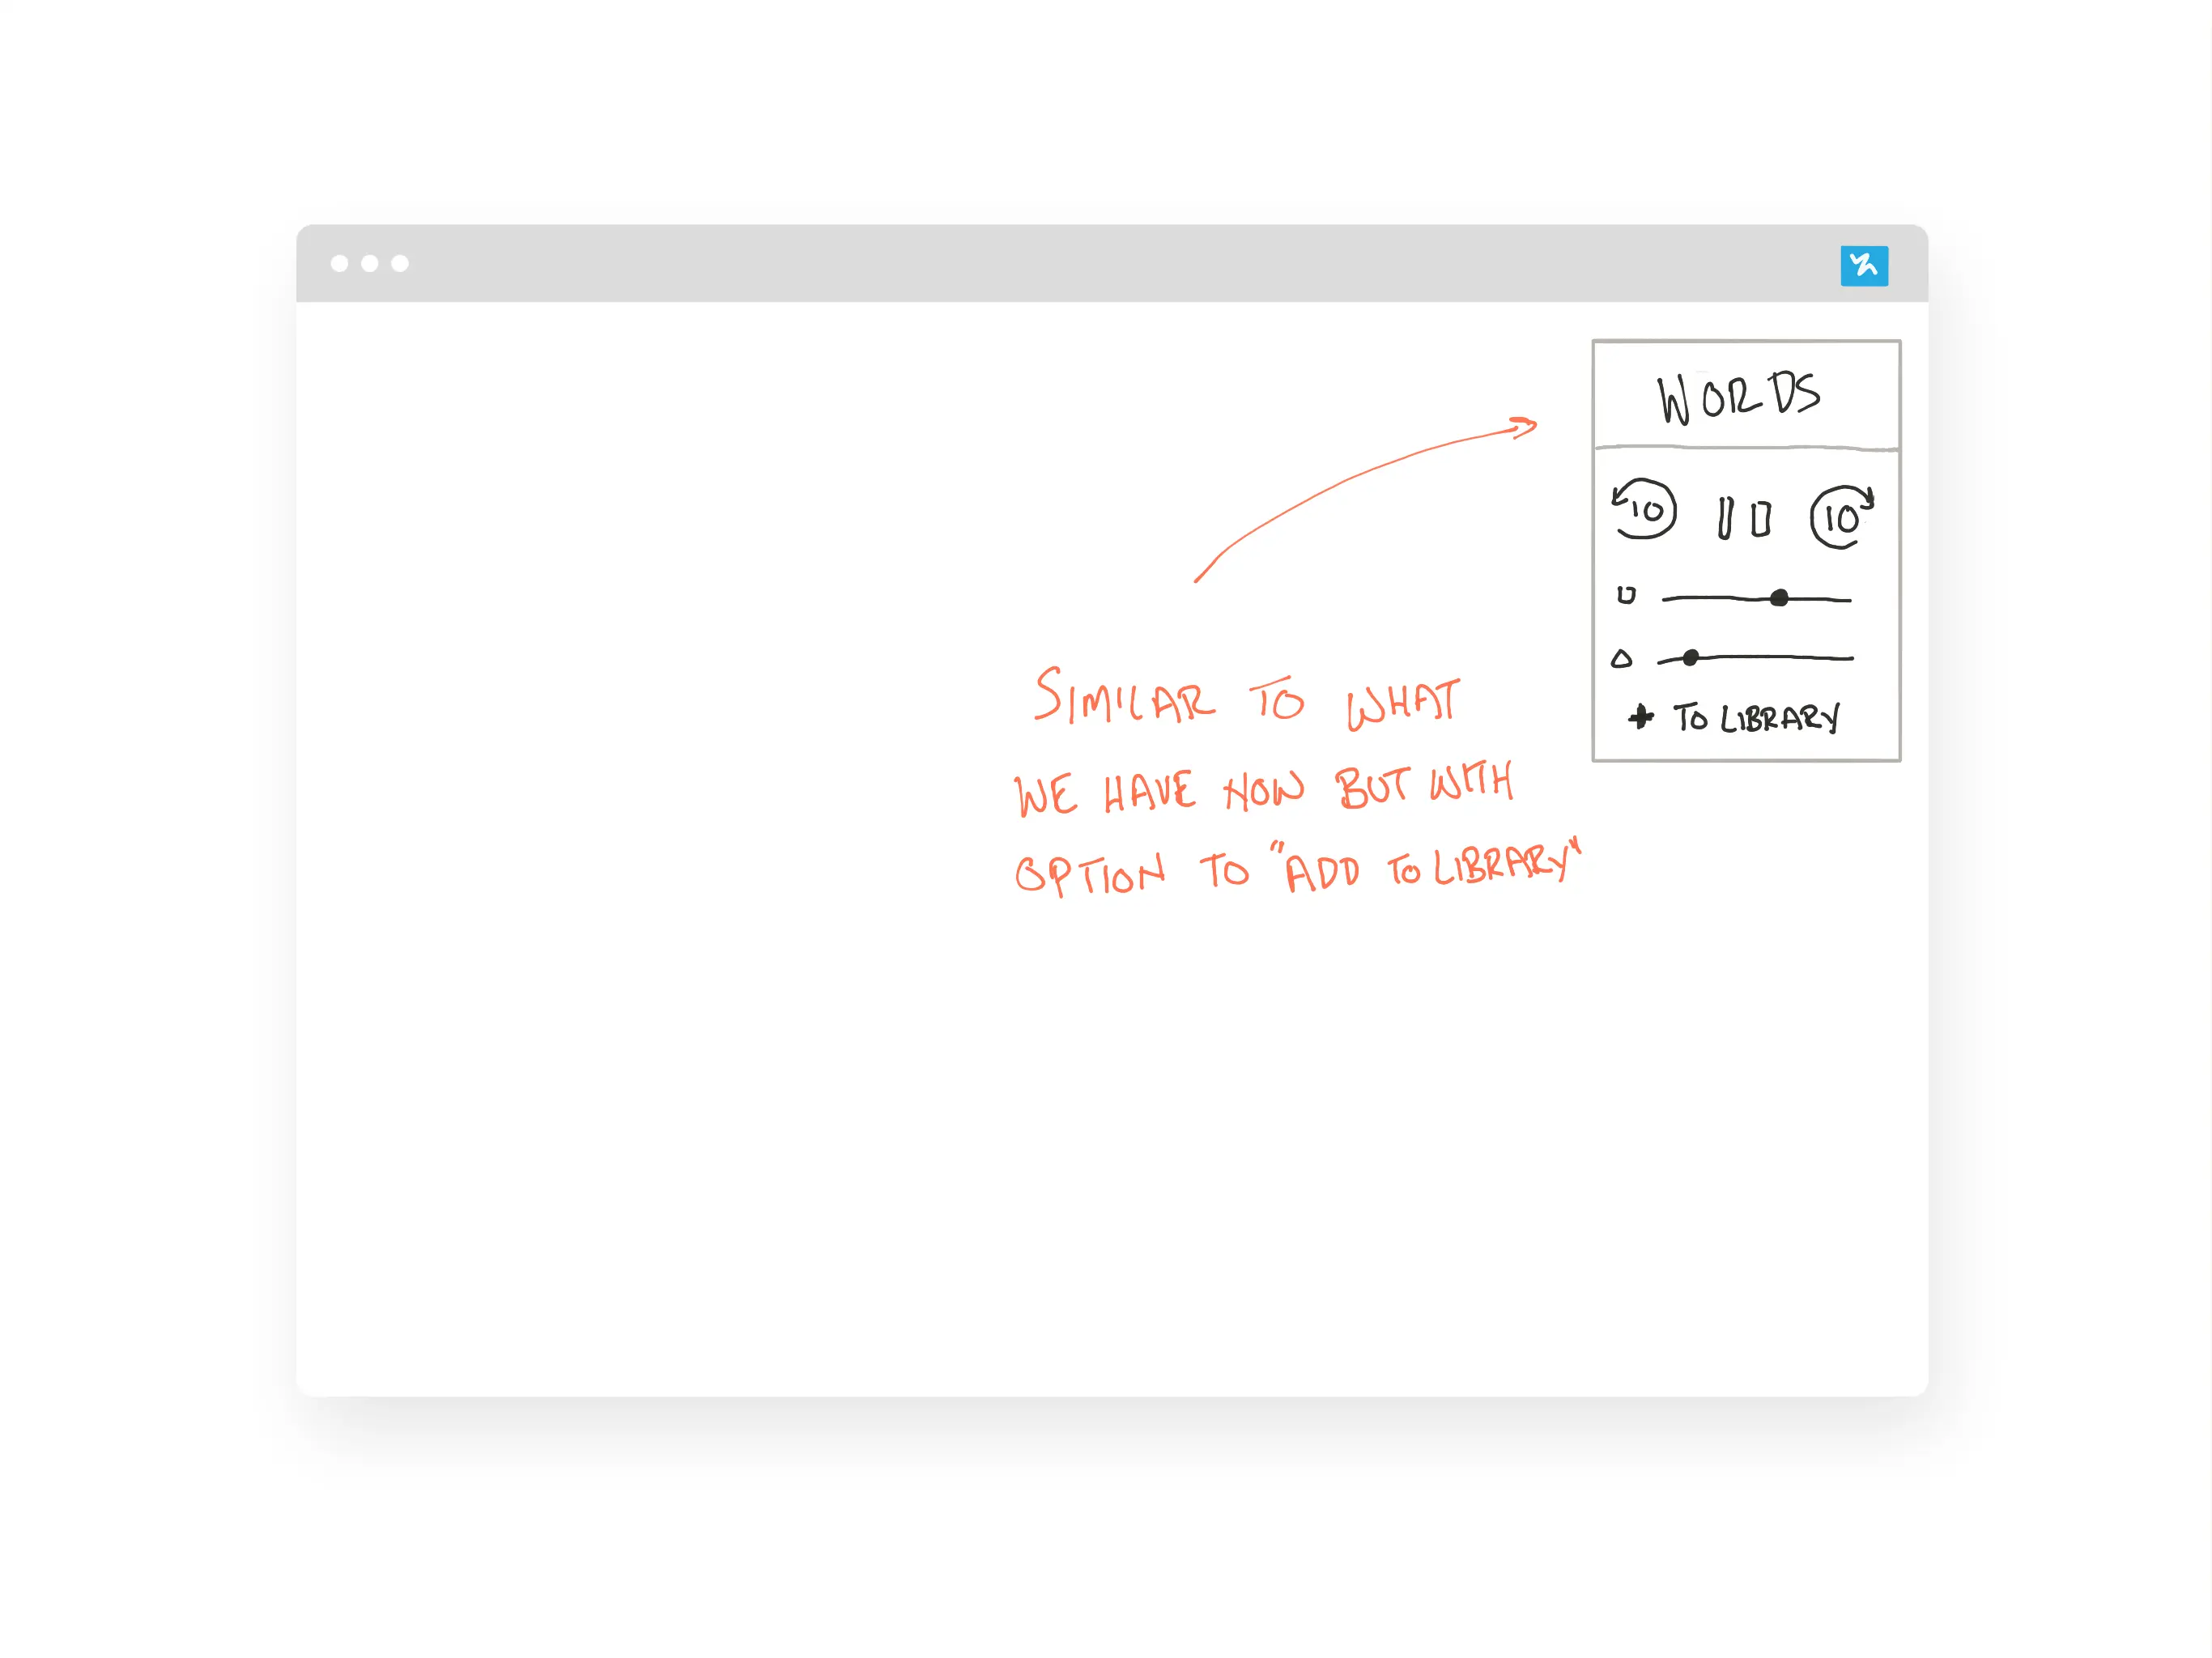 WORDS
10 10
+ TO LIBRARY
SIMILAR TO WHAT
WE HAVE NOW BUT WITH
OPTION TO "ADD TO LIBRARY"